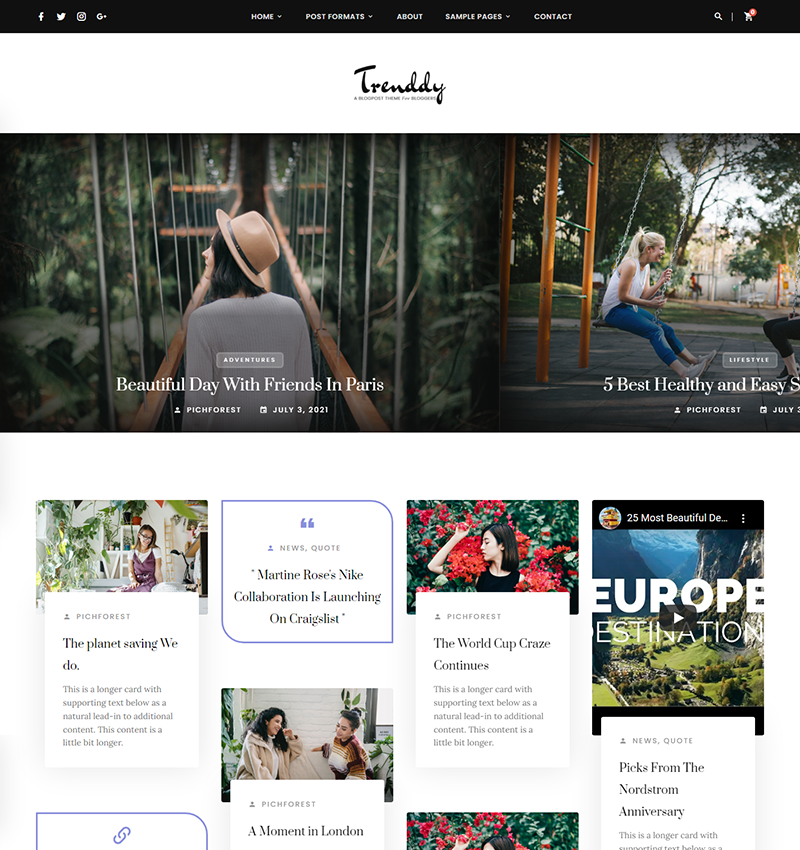 HOME POST FORMATS ABOUT SAMPLE PAGES CONTACT 0
Trenddy
A BLOGPOST THEME For BLOGGERS
ADVENTURES
Beautiful Day With Friends In Paris
PICHFOREST JULY 3, 2021
LIFESTYLE
5 Best Healthy and Easy S
PICHFOREST JULY 3
PICHFOREST
The planet saving We
do.
This is a longer card with
supporting text below as a
natural lead-in to additional
content. This content is a
little bit longer.
NEWS, QUOTE
" Martine Rose's Nike
Collaboration Is Launching
On Craigslist "
PICHFOREST
A Moment in London
PICHFOREST
The World Cup Craze
Continues
This is a longer card with
supporting text below as a
natural lead-in to additional
content. This content is a
little bit longer.
25 Most Beautiful De...
EUROPE
DESTINATION
NEWS, QUOTE
Picks From The
Nordstrom
Anniversary
This is a longer card with
supporting text below as a